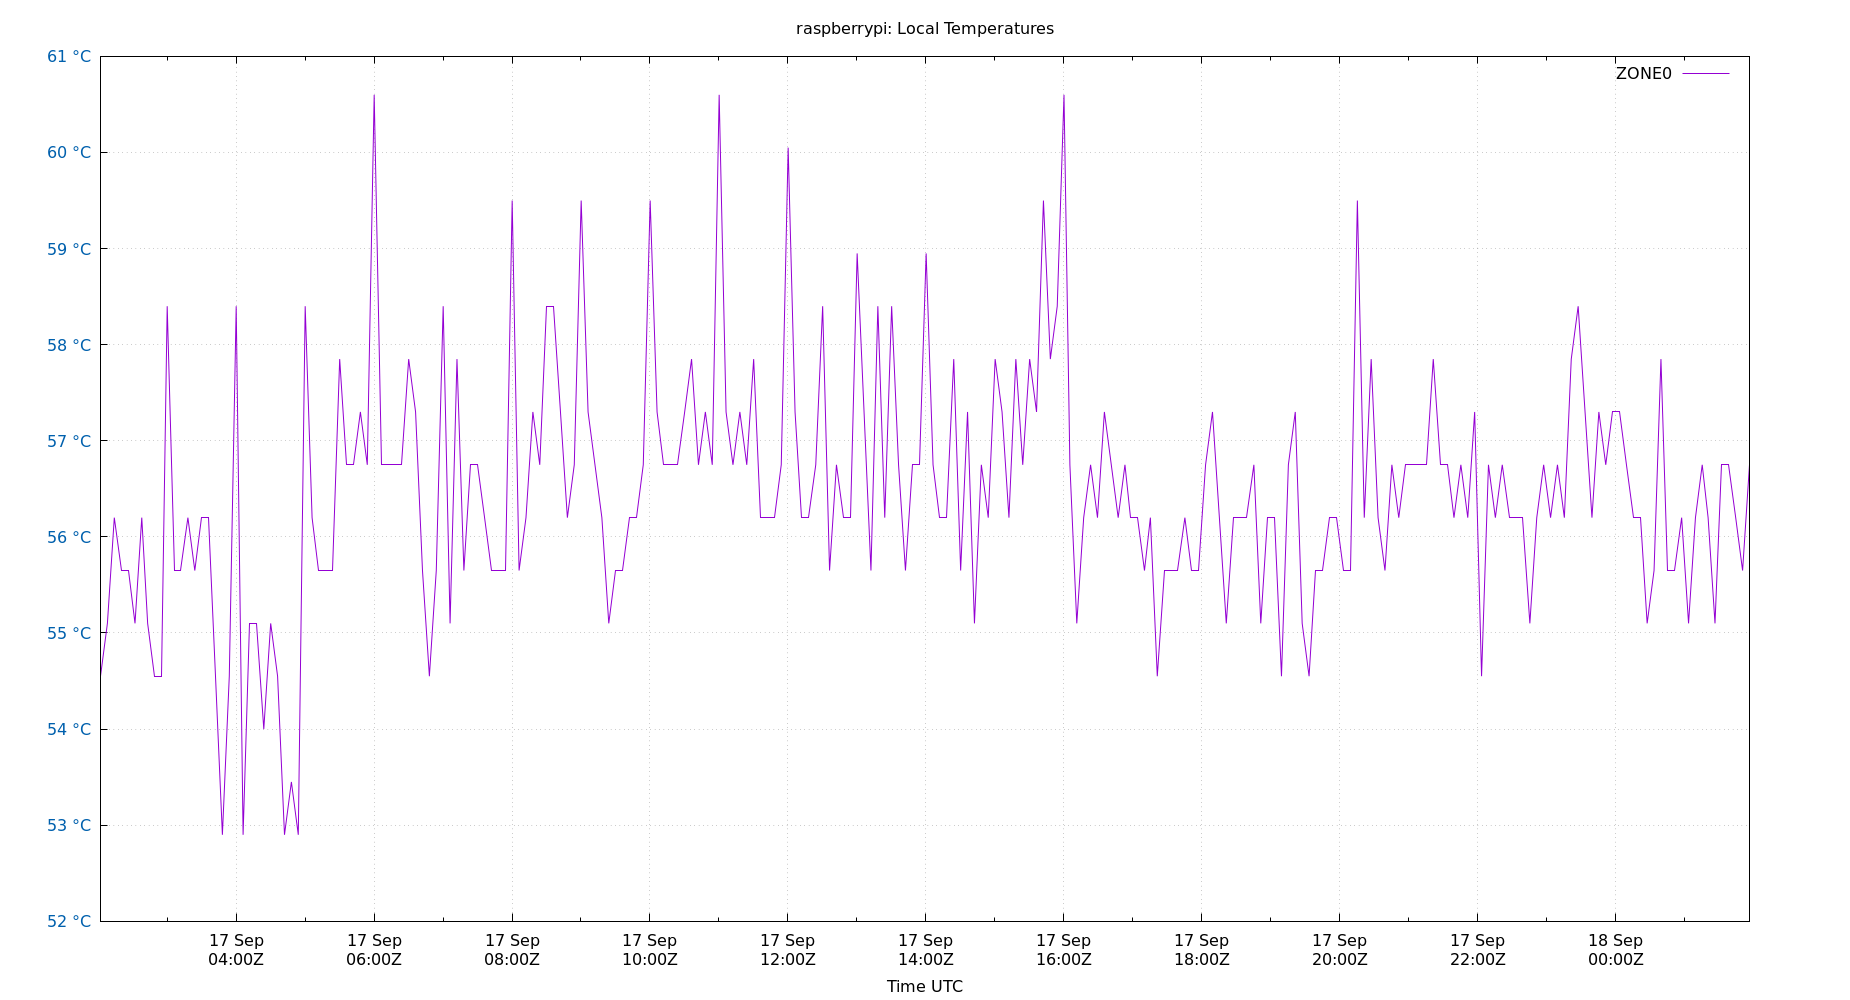 raspberrypi: Local Temperatures
61 °C
ZONE0
60 °C
59 °C
58 °C
57 °C
56 °C
55 °C
54 °C
53 °C
52 °C
17 Sep 17 Sep 17 Sep 17 Sep 17 Sep 17 Sep 17 Sep 17 Sep 17 Sep 17 Sep 18 Sep
04:00Z 06:00Z 08:00Z 10:00Z 12:00Z 14:00Z 16:00Z 18:00Z 20:00Z 22:00Z 00:00Z
Time UTC